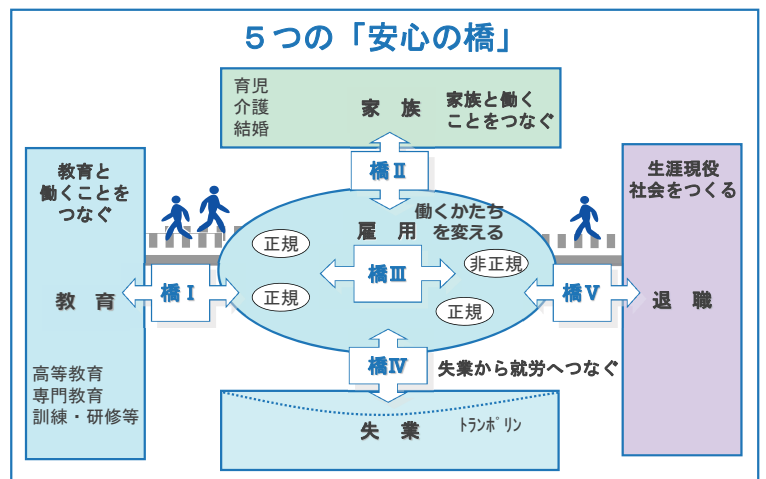 ５つの「安心の橋」
育児
介護
結婚
家　族
家族と働く
ことをつなぐ
橋Ⅱ
教育と
働くことを
つなぐ
教　育
高等教育
専門教育
訓練・研修等
橋Ⅰ
働くかたち
を変える
雇　用
正規
正規
橋Ⅲ
非正規
正規
橋Ⅴ
生涯現役
社会をつくる
退　職
橋Ⅳ
失業から就労へつなぐ
失　業
ﾄﾗﾝﾎﾟﾘﾝ